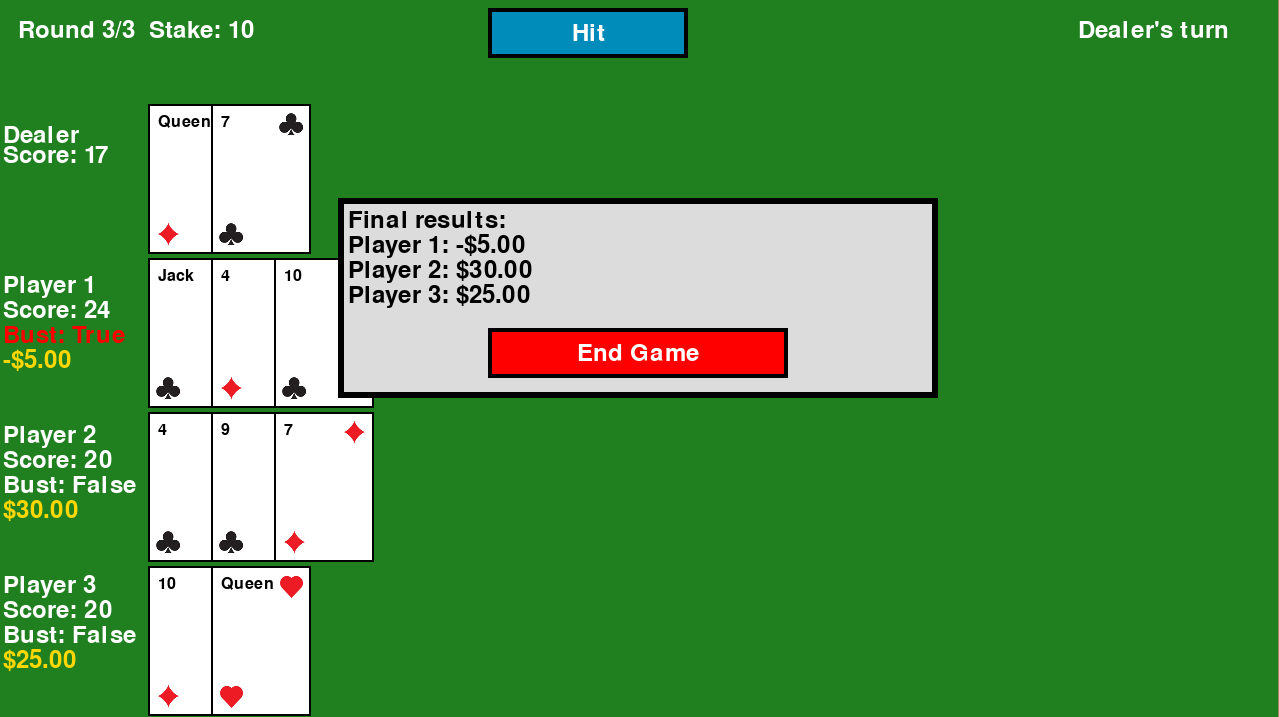 Round 3/3  Stake: 10
Hit
Dealer's turn
Dealer
Score: 17
Queen
7
Final results:
Player 1: -$5.00
Player 2: $30.00
Player 3: $25.00
End Game
Player 1
Score: 24
Bust: True
-$5.00
Jack
4
10
Player 2
Score: 20
Bust: False
$30.00
4
9
7
Player 3
Score: 20
Bust: False
$25.00
10
Queen